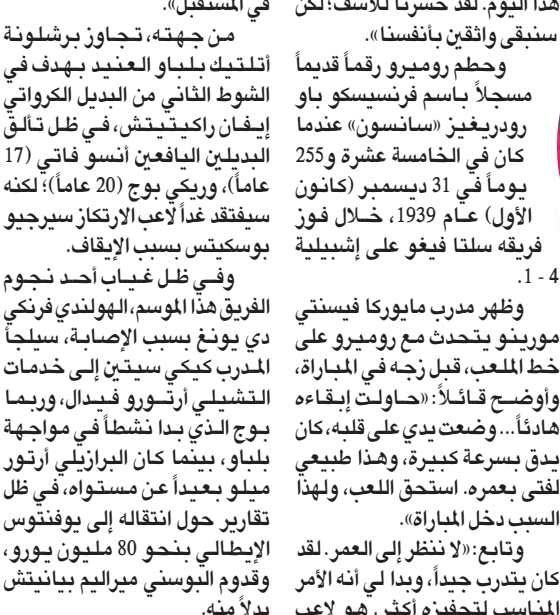 هذا اليوم. لقد خسرنا للأسف؛ لكن
سنبقى واثقين بأنفسنا».
وحطم روميرو رقماً قديماً
مسجلاً باسم فرنسيسكو باو
رودريغيز «سانسون» عندما
كان في الخامسة عشرة و255
يوماً في 31 ديسمبر (كانون
الأول) عام 1939، خلال فوز
فريقه سلتا فيغو على إشبيلية
4 - 1.
وظهر مدرب مايوركا فيسنتي
مورينو يتحدث مع روميرو على
خط الملعب، قبل زجه في المباراة،
وأوضح قائلاً: «حاولت إبقاءه
هادئاً... وضعت يدي على قلبه، كان
يدق بسرعة كبيرة، وهذا طبيعي
لفتى بعمره. استحق اللعب، ولهذا
السبب دخل المباراة».
وتابع: «لا ننظر إلى العمر. لقد
كان يتدرب جيداً، وبدا لي أنه الأمر
المناسب لتحفيزه أكثر. هو لاعب
في المستقبل».
من جهته، تجاوز برشلونة
أتلتيك بلباو العنيد بهدف في
الشوط الثاني من البديل الكرواتي
إيفان راكيتيتش، في ظل تألق
البديلين اليافعين أنسو فاتي (17
عاماً)، وريكي بوج (20 عاماً)؛ لكنه
سيفتقد غداً لاعب الارتكاز سيرجيو
بوسكيتس بسبب الإيقاف.
وفي ظل غياب أحد نجوم
الفريق هذا الموسم، الهولندي فرنكي
دي يونغ بسبب الإصابة، سيلجأ
المدرب كيكي سيتين إلى خدمات
التشيلي أرتورو فيدال، وربما
بوج الذي بدا نشطاً في مواجهة
بلباو، بينما كان البرازيلي أرتور
ميلو بعيداً عن مستواه، في ظل
تقارير حول انتقاله إلى يوفنتوس
الإيطالي بنحو 80 مليون يورو،
وقدوم البوسني ميراليم بيانيتش
بدلاً منه.